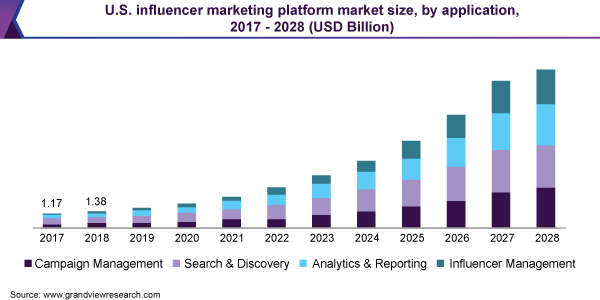 U.S. influencer marketing platform market size, by application,
2017 - 2028 (USD Billion)
1.17 1.38
2017 2018 2019 2020 2021 2022 2023 2024 2025 2026 2027 2028
Campaign Management Search & Discovery Analytics & Reporting Influencer Management
Source: www.grandviewresearch.com